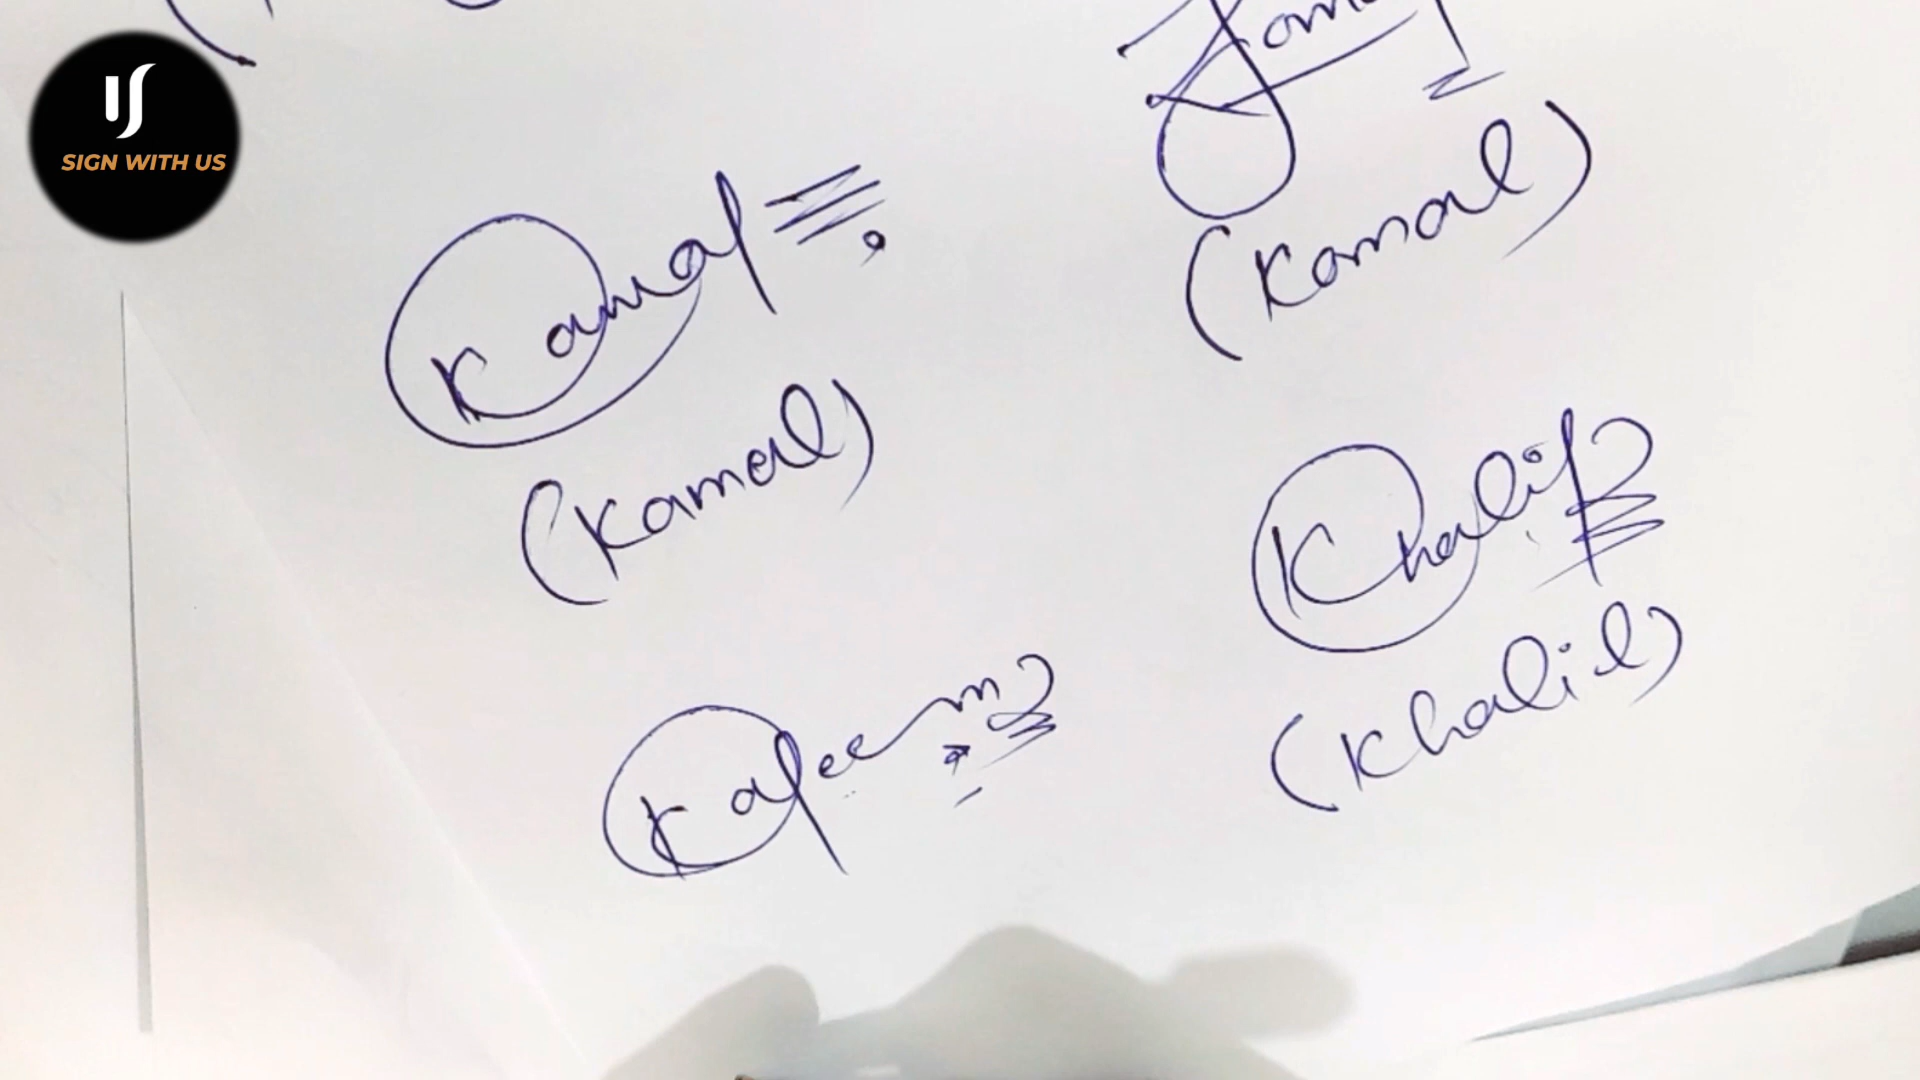 SIGN WITH US
Kamal
(Kamal)
(Kamal)
Khalil
(Khalil)
Kaleem